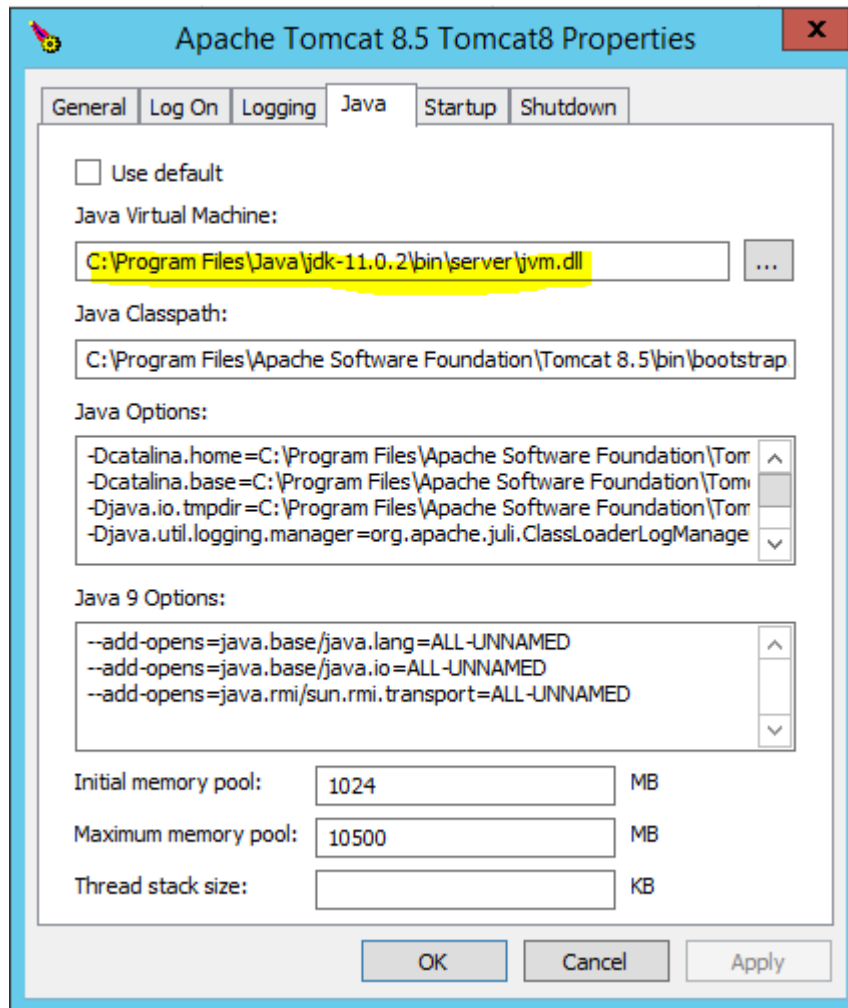 Apache Tomcat 8.5 Tomcat8 Properties
x
General Log On Logging Java Startup Shutdown
Use default
Java Virtual Machine:
C:\Program Files\Java\jdk-11.0.2\bin\server\jvm.dll
...
Java Classpath:
C:\Program Files\Apache Software Foundation\Tomcat 8.5\bin\bootstrap
Java Options:
-Dcatalina.home=C:\Program Files\Apache Software Foundation\Tom
-Dcatalina.base=C:\Program Files\Apache Software Foundation\Tom
-Djava.io.tmpdir=C:\Program Files\Apache Software Foundation\Tom
-Djava.util.logging.manager=org.apache.juli.ClassLoaderLogManage
Java 9 Options:
--add-opens=java.base/java.lang=ALL-UNNAMED
--add-opens=java.base/java.io=ALL-UNNAMED
--add-opens=java.rmi/sun.rmi.transport=ALL-UNNAMED
Initial memory pool: 1024 MB
Maximum memory pool: 10500 MB
Thread stack size: KB
OK Cancel Apply